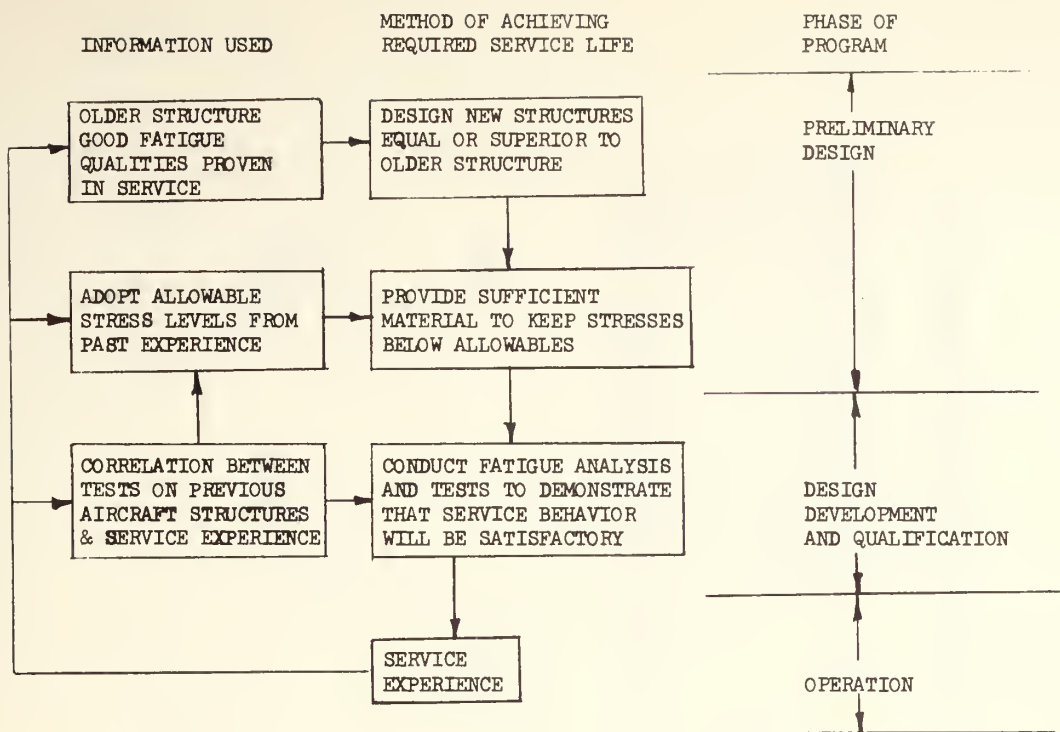 INFORMATION USED
METHOD OF ACHIEVING
REQUIRED SERVICE LIFE
PHASE OF
PROGRAM
OLDER STRUCTURE
GOOD FATIGUE
QUALITIES PROVEN
IN SERVICE
DESIGN NEW STRUCTURES
EQUAL OR SUPERIOR TO
OLDER STRUCTURE
PRELIMINARY
DESIGN
ADOPT ALLOWABLE
STRESS LEVELS FROM
PAST EXPERIENCE
PROVIDE SUFFICIENT
MATERIAL TO KEEP STRESSES
BELOW ALLOWABLES
CORRELATION BETWEEN
TESTS ON PREVIOUS
AIRCRAFT STRUCTURES
& SERVICE EXPERIENCE
CONDUCT FATIGUE ANALYSIS
AND TESTS TO DEMONSTRATE
THAT SERVICE BEHAVIOR
WILL BE SATISFACTORY
DESIGN
DEVELOPMENT
AND QUALIFICATION
SERVICE
EXPERIENCE
OPERATION